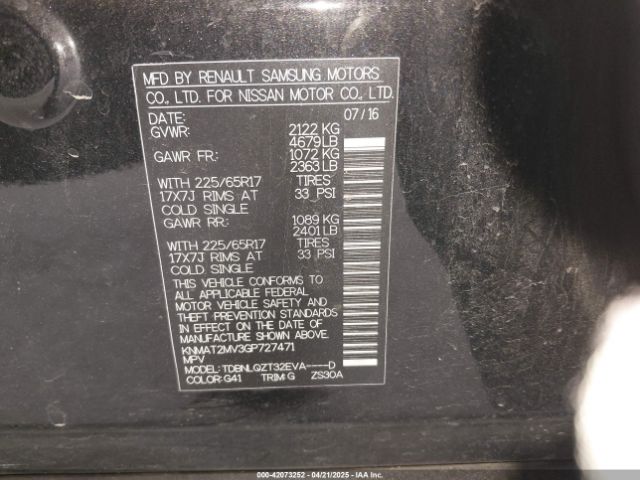 MFD BY RENAULT SAMSUNG MOTORS
CO., LTD. FOR NISSAN MOTOR CO., LTD.
DATE: 07/16
GVWR: 2122 KG
4679 LB
GAWR FR: 1072 KG
2363 LB
WITH 225/65R17 TIRES
17X7J RIMS AT 33 PSI
COLD SINGLE
GAWR RR: 1089 KG
2401 LB
WITH 225/65R17 TIRES
17X7J RIMS AT 33 PSI
COLD SINGLE
THIS VEHICLE CONFORMS TO
ALL APPLICABLE FEDERAL
MOTOR VEHICLE SAFETY AND
THEFT PREVENTION STANDARDS
IN EFFECT ON THE DATE OF
MANUFACTURE SHOWN ABOVE.
KNMAT2MV3GP727471
MPV
MODEL: TDBNLQZT32EVA----D
COLOR: G41 TRIM: G ZS30A
000-42073252 - 04/21/2025 - IAA Inc.